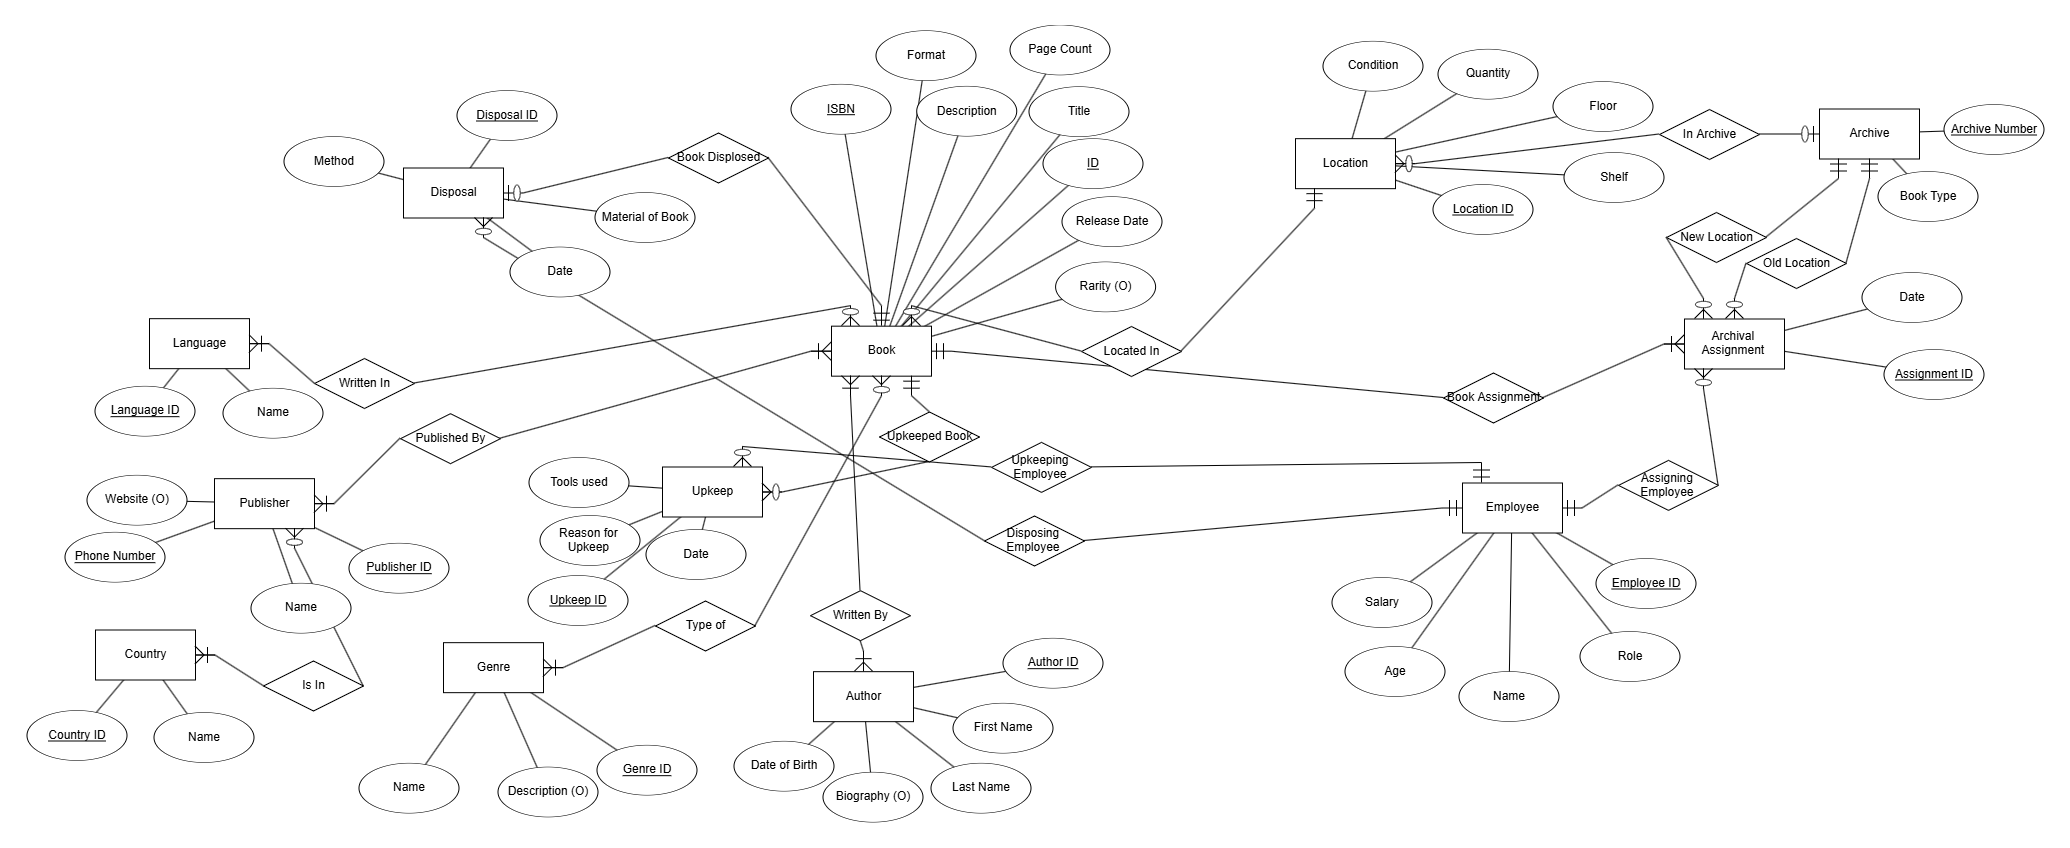 Format
Page Count
Condition
Quantity
Disposal ID
ISBN
Description
Title
Floor
In Archive
Archive
Archive Number
Method
Book Displosed
ID
Location
Shelf
Disposal
Material of Book
Release Date
Location ID
Book Type
New Location
Old Location
Date
Rarity (O)
Date
Language
Book
Located In
Archival
Assignment
Written In
Assignment ID
Language ID
Name
Book Assignment
Published By
Upkeeped Book
Upkeeping
Employee
Tools used
Upkeep
Assigning
Employee
Website (O)
Publisher
Employee
Reason for
Upkeep
Date
Disposing
Employee
Phone Number
Publisher ID
Employee ID
Upkeep ID
Name
Salary
Type of
Written By
Country
Genre
Author ID
Role
Is In
Age
Author
Name
First Name
Country ID
Name
Date of Birth
Genre ID
Name
Description (O)
Biography (O)
Last Name